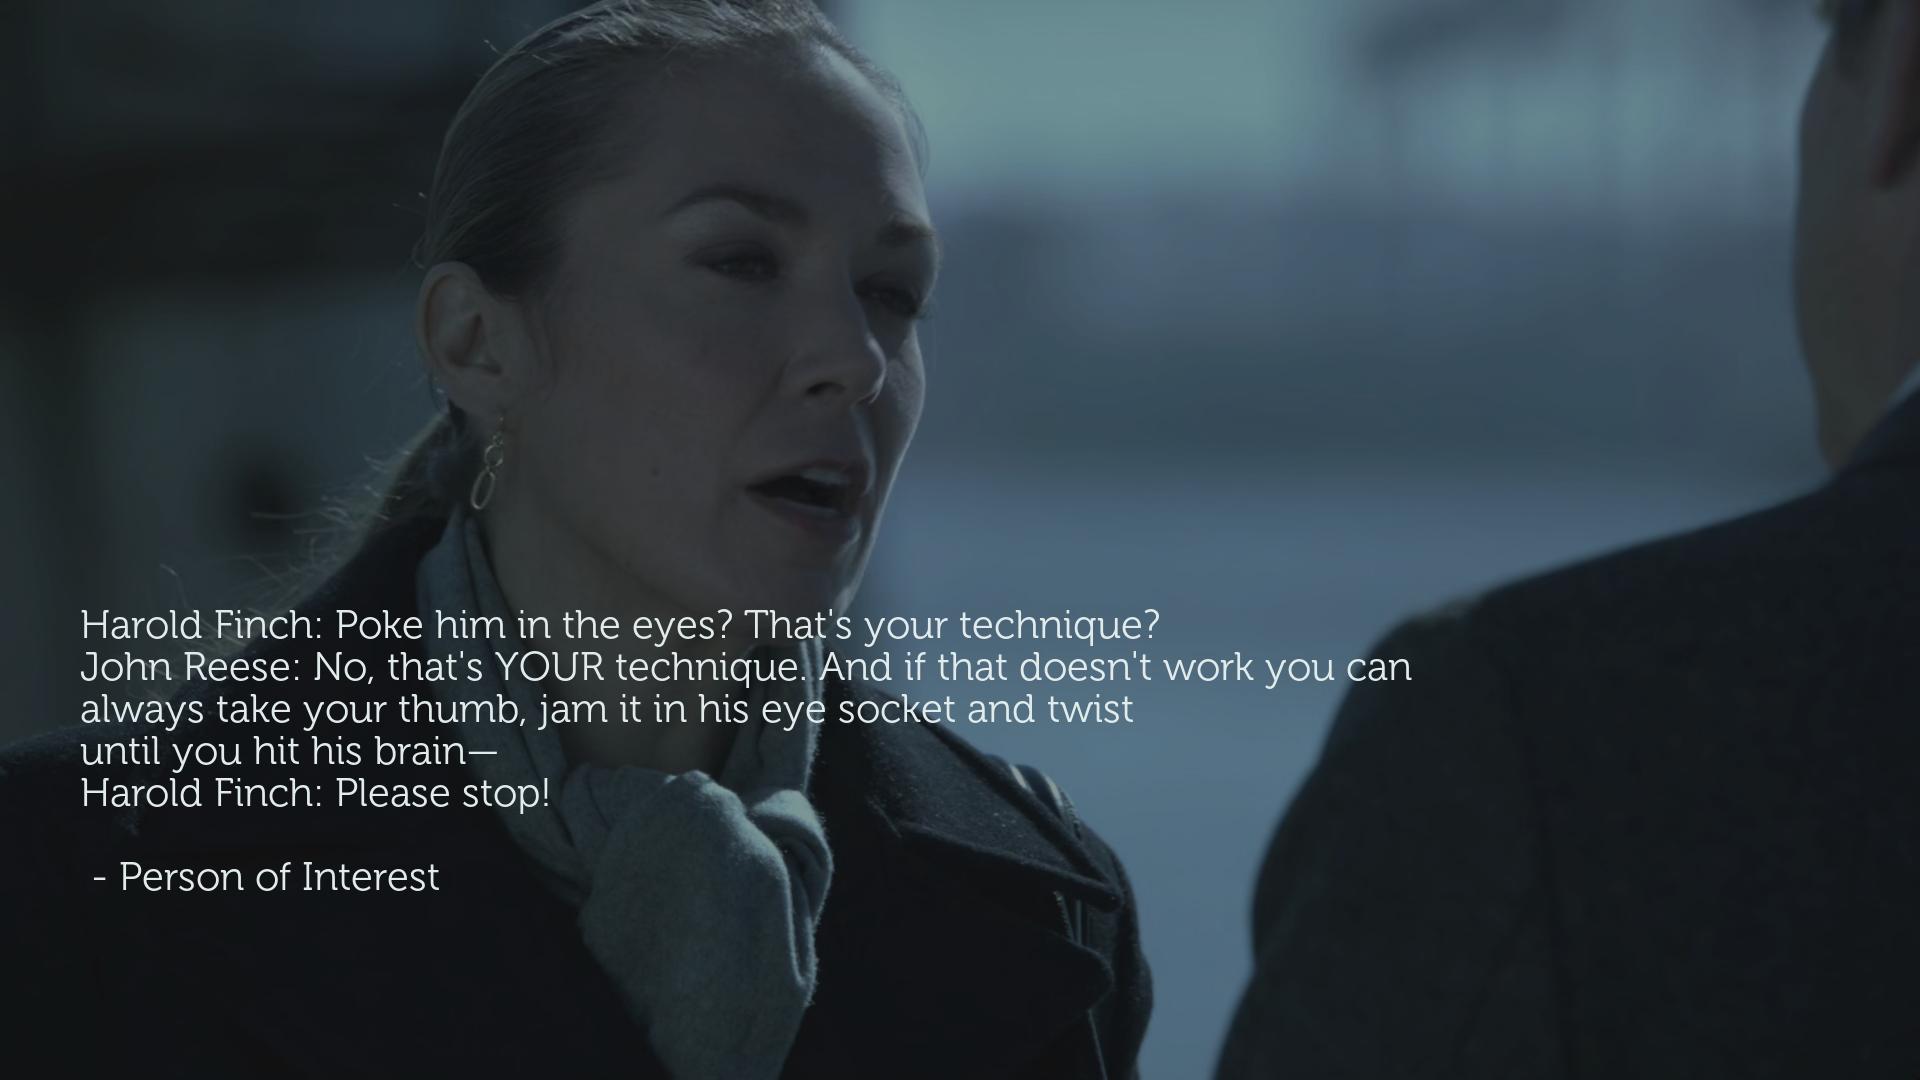 Harold Finch: Poke him in the eyes? That's your technique?
John Reese: No, that's YOUR technique. And if that doesn't work you can
always take your thumb, jam it in his eye socket and twist
until you hit his brain—
Harold Finch: Please stop!
- Person of Interest